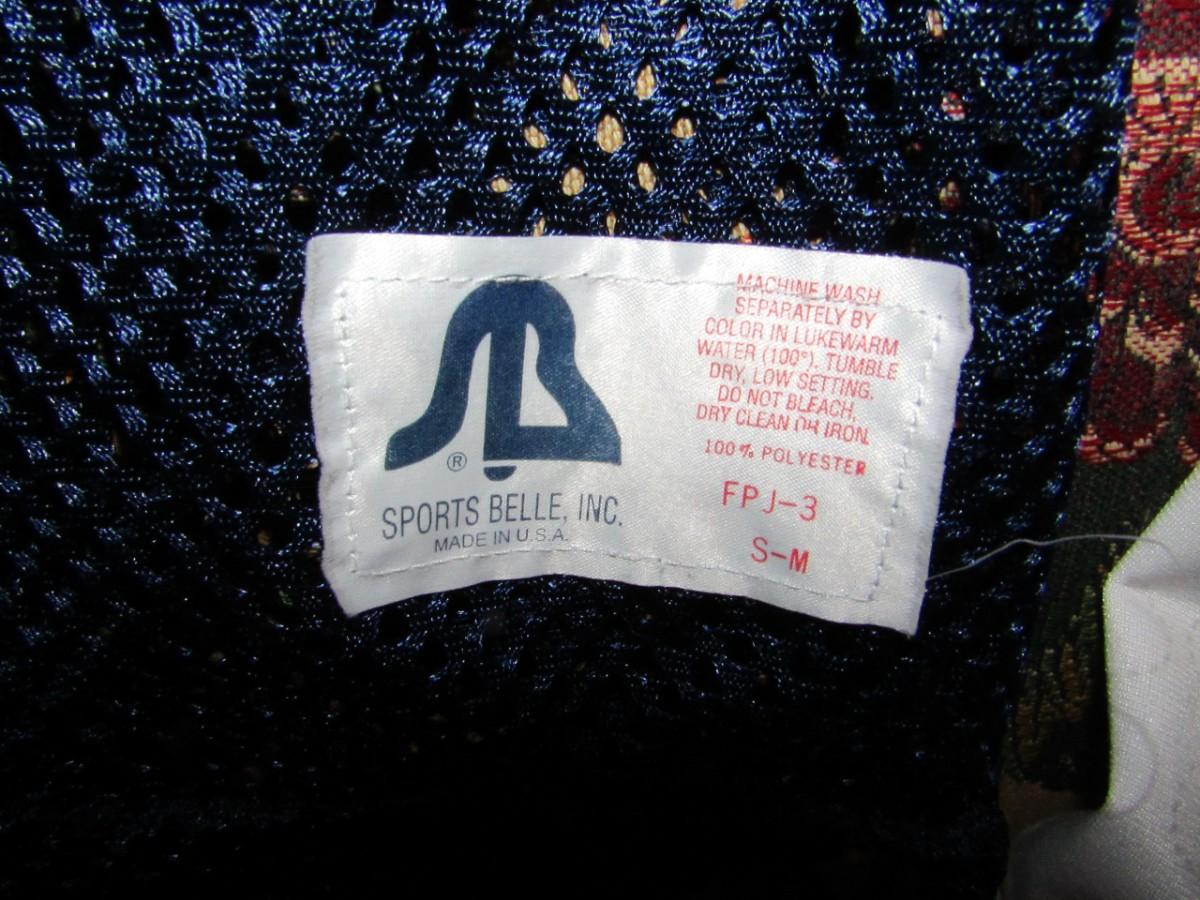 ®
SPORTS BELLE, INC.
MADE IN U.S.A.
MACHINE WASH
SEPARATELY BY
COLOR IN LUKEWARM
WATER (100°). TUMBLE
DRY, LOW SETTING.
DO NOT BLEACH,
DRY CLEAN OR IRON.
100% POLYESTER
FPJ-3
S-M